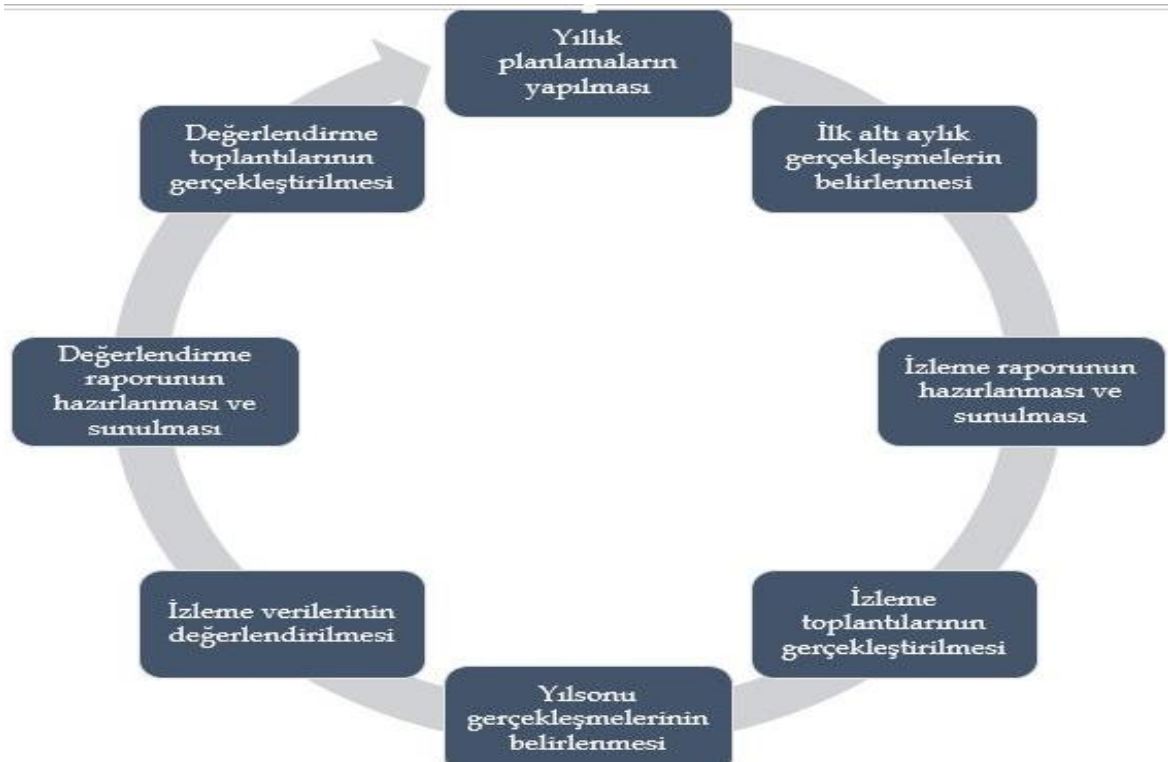 Yıllık
planlamaların
yapılması
İlk altı aylık
gerçekleşmelerin
belirlenmesi
İzleme raporunun
hazırlanması ve
sunulması
İzleme
toplantılarının
gerçekleştirilmesi
Yılsonu
gerçekleşmelerinin
belirlenmesi
İzleme verilerinin
değerlendirilmesi
Değerlendirme
raporunun
hazırlanması ve
sunulması
Değerlendirme
toplantılarının
gerçekleştirilmesi